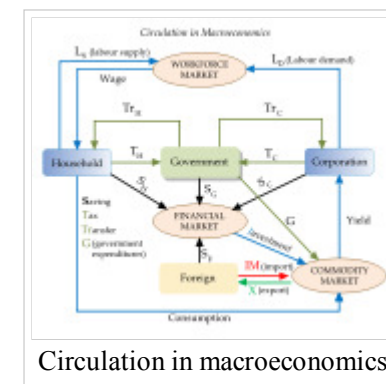 Circulation in Macroeconomics
LS (labour supply)
LD (Labour demand)
WORKFORCE
MARKET
Wage
TrH
TrC
Household
TH
Government
TC
Corporation
SH
SG
SC
Saving
Tax
Transfer
G (government
expenditures)
FINANCIAL
MARKET
G
Yield
investment
SF
Foreign
IM (import)
X (export)
COMMODITY
MARKET
Consumption
Circulation in macroeconomics